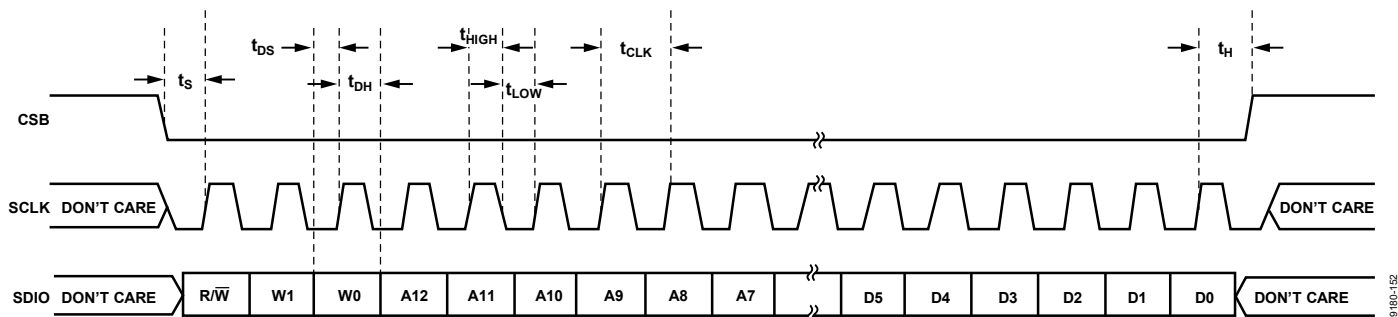 tHIGH
tDS tCLK tH
tS tDH tLOW
CSB
SCLK DON'T CARE DON'T CARE
SDIO DON'T CARE R/W̅ W1 W0 A12 A11 A10 A9 A8 A7 D5 D4 D3 D2 D1 D0 DON'T CARE
9180-152